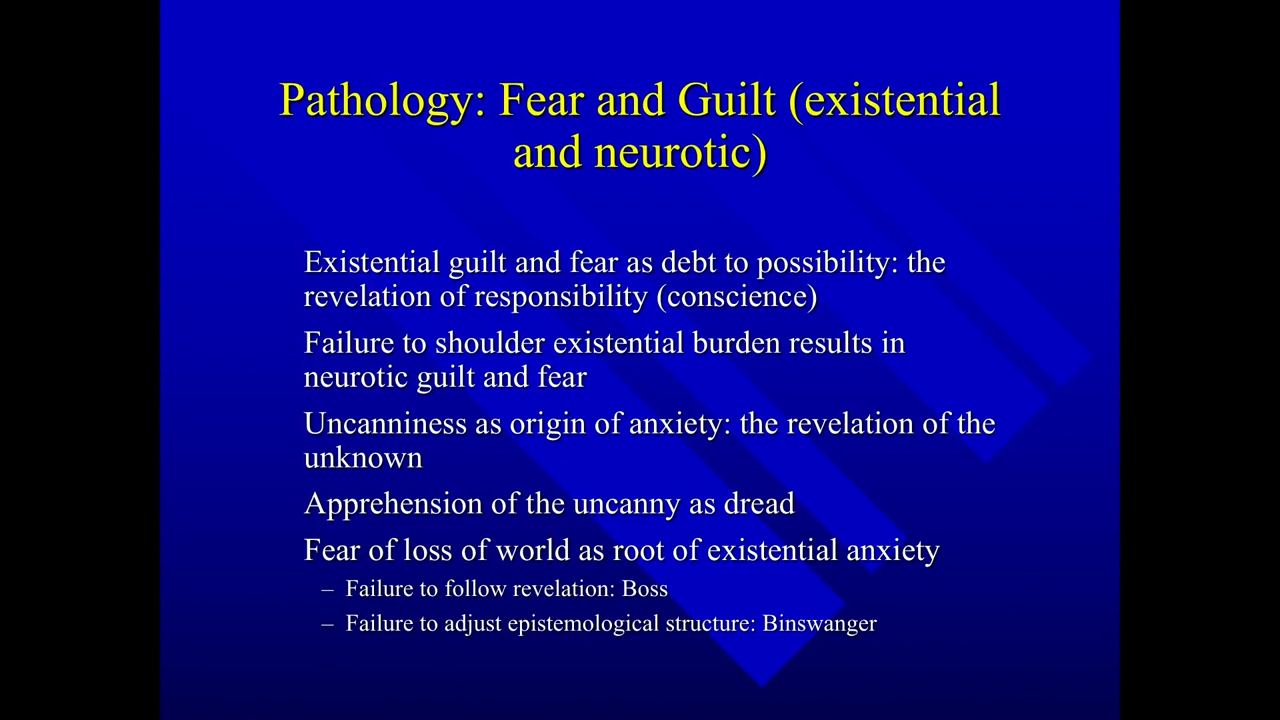 Pathology: Fear and Guilt (existential
and neurotic)
Existential guilt and fear as debt to possibility: the
revelation of responsibility (conscience)
Failure to shoulder existential burden results in
neurotic guilt and fear
Uncanniness as origin of anxiety: the revelation of the
unknown
Apprehension of the uncanny as dread
Fear of loss of world as root of existential anxiety
– Failure to follow revelation: Boss
– Failure to adjust epistemological structure: Binswanger